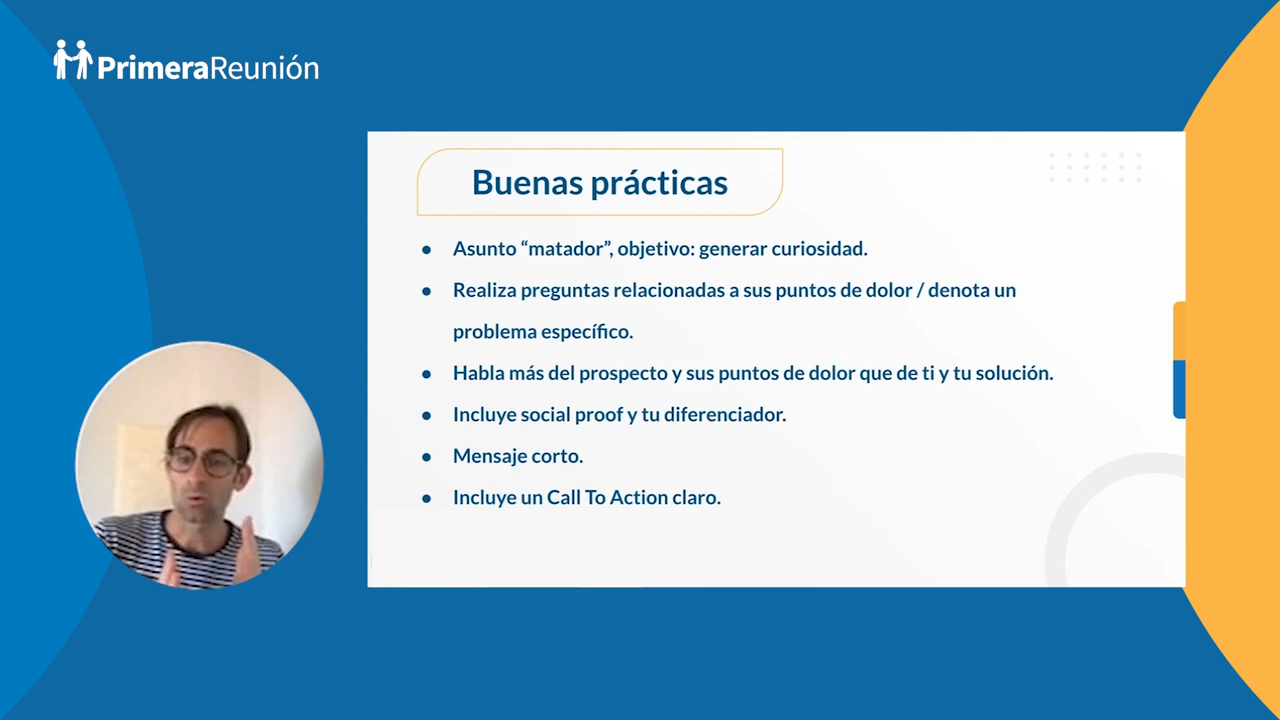 PrimeraReunión
Buenas prácticas
● Asunto “matador”, objetivo: generar curiosidad.
● Realiza preguntas relacionadas a sus puntos de dolor / denota un
problema específico.
● Habla más del prospecto y sus puntos de dolor que de ti y tu solución.
● Incluye social proof y tu diferenciador.
● Mensaje corto.
● Incluye un Call To Action claro.